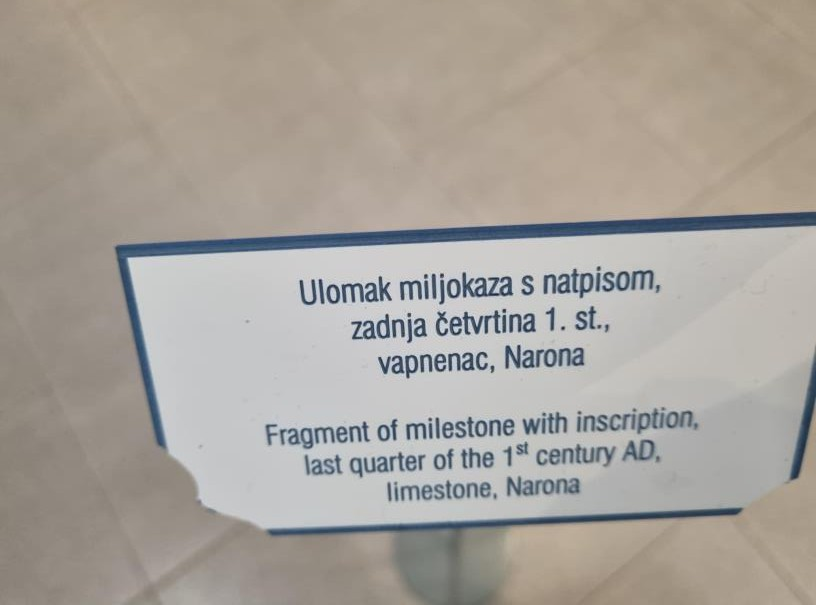 Ulomak miljokaza s natpisom,
zadnja četvrtina 1. st.,
vapnenac, Narona
Fragment of milestone with inscription,
last quarter of the 1st century AD,
limestone, Narona